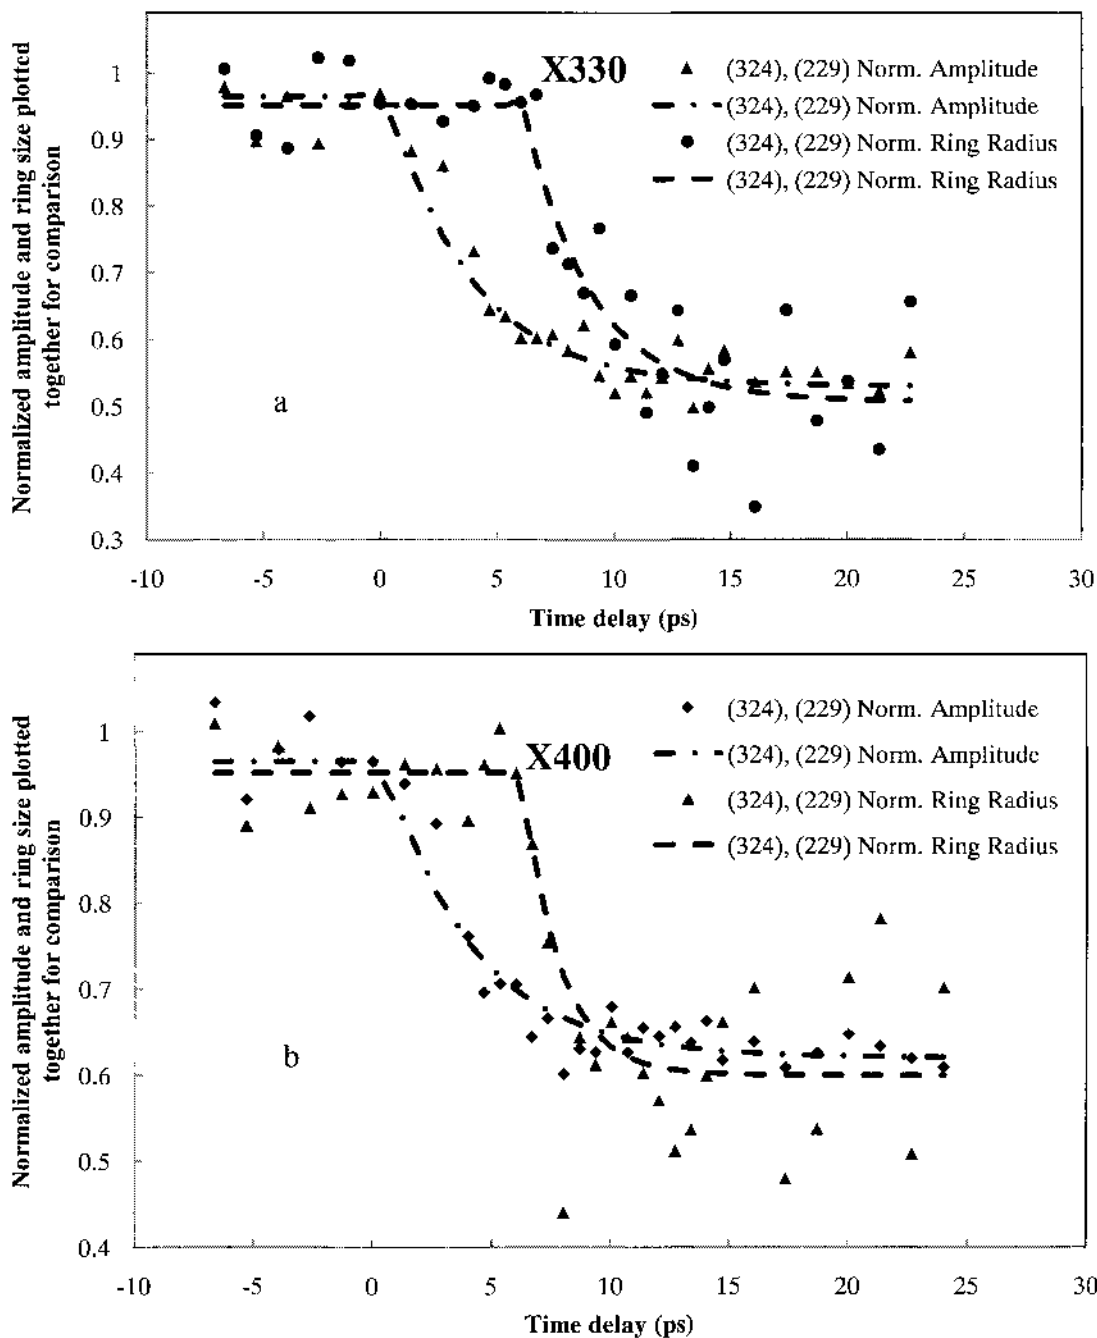 Normalized amplitude and ring size plotted
together for comparison
1
0.9
0.8
0.7
0.6
0.5
0.4
0.3
X330
(324), (229) Norm. Amplitude
(324), (229) Norm. Amplitude
(324), (229) Norm. Ring Radius
(324), (229) Norm. Ring Radius
a
-10
-5
0
5
10
15
20
25
30
Time delay (ps)
Normalized amplitude and ring size plotted
together for comparison
1
0.9
0.8
0.7
0.6
0.5
0.4
X400
(324), (229) Norm. Amplitude
(324), (229) Norm. Amplitude
(324), (229) Norm. Ring Radius
(324), (229) Norm. Ring Radius
b
-10
-5
0
5
10
15
20
25
30
Time delay (ps)